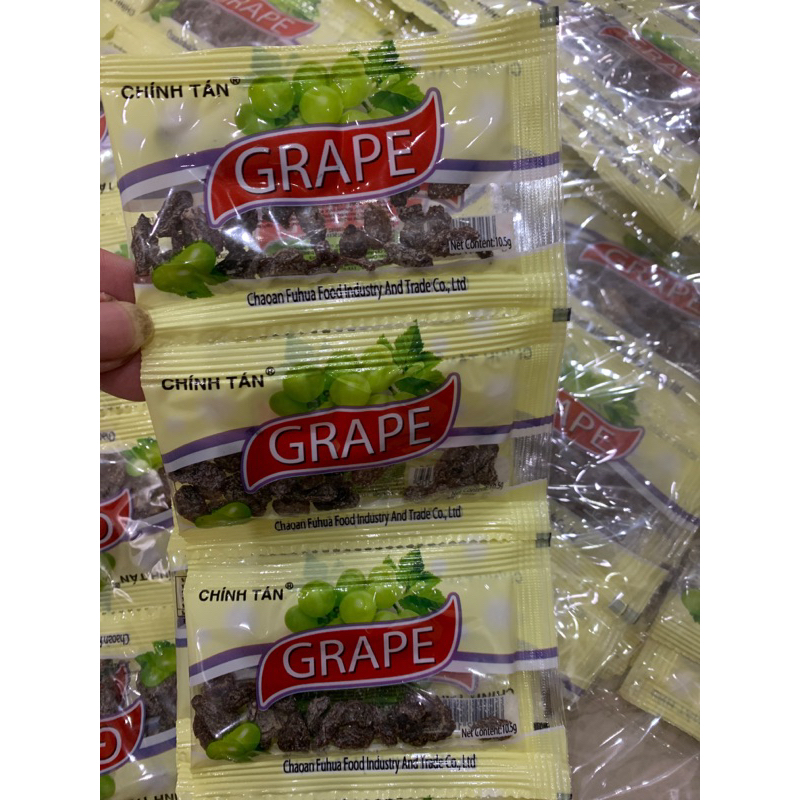 CHÍNH TÁN®
GRAPE
Net Content:10.5g
Chaoan Fuhua Food Industry And Trade Co., Ltd
CHÍNH TÁN®
GRAPE
Chaoan Fuhua Food Industry And Trade Co., Ltd
CHÍNH TÁN®
GRAPE
Net Content:10.5g
Chaoan Fuhua Food Industry And Trade Co., Ltd
GRAPE